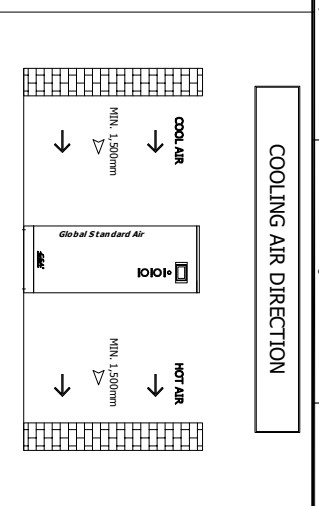 COOLING AIR DIRECTION
COOL AIR
MIN. 1,500mm
Global Standard Air
HOT AIR
MIN. 1,500mm